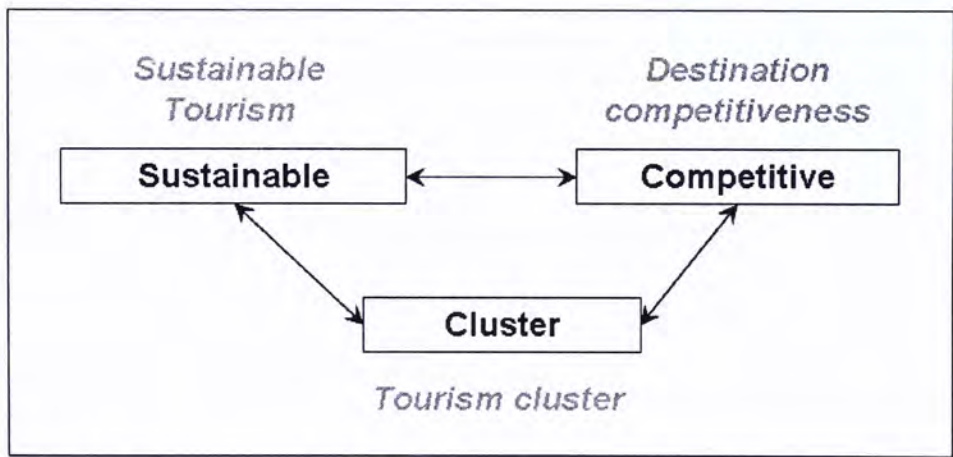 Sustainable
Tourism
Destination
competitiveness
Sustainable
Competitive
Cluster
Tourism cluster